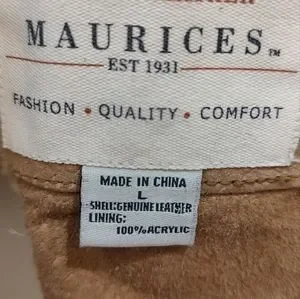 MAURICES™
EST 1931
FASHION • QUALITY • COMFORT
MADE IN CHINA
L
SHELL:GENUINE LEATHER
LINING:
100%ACRYLIC